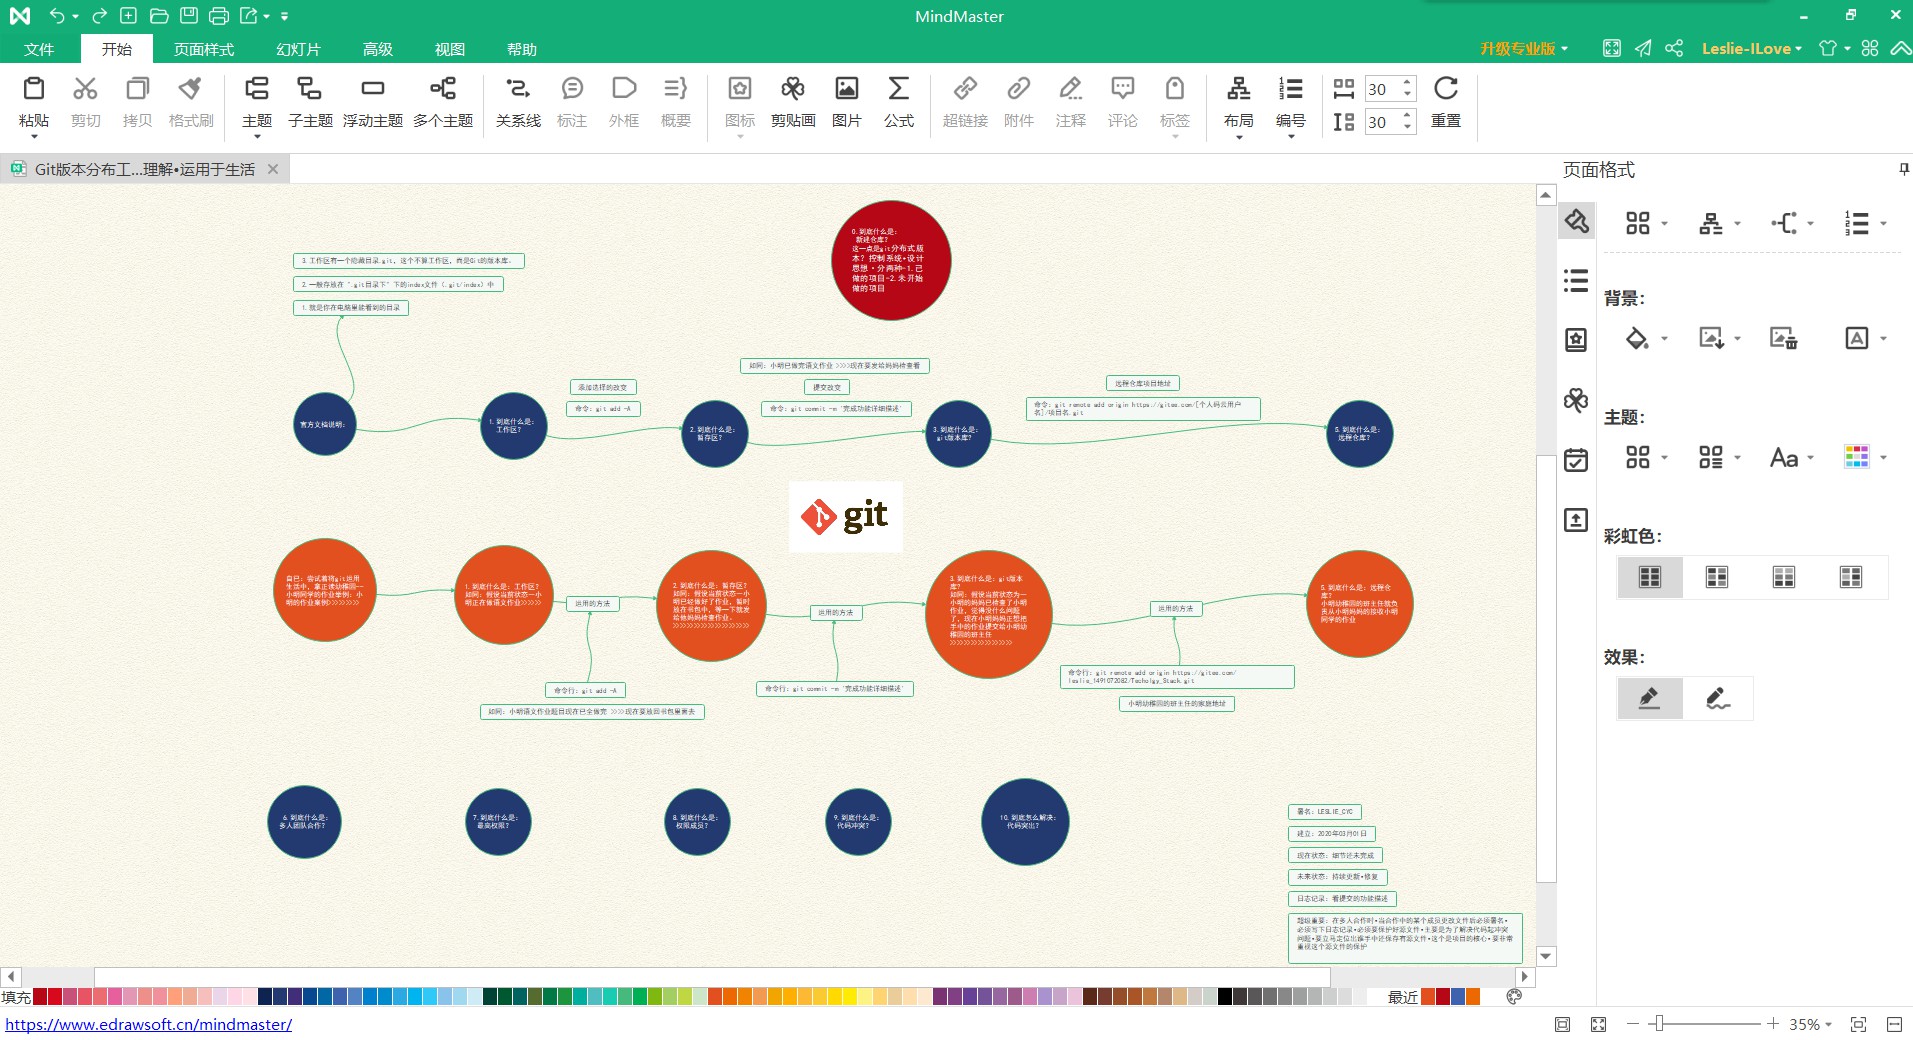 MindMaster
文件 开始 页面样式 幻灯片 高级 视图 帮助
升级专业版 Leslie-ILove
粘贴 剪切 拷贝 格式刷 主题 子主题 浮动主题 多个主题 关系线 标注 外框 概要 图标 剪贴画 图片 公式 超链接 附件 注释 评论 标签 布局 编号 30 30 重置
Git版本分布工...理解•运用于生活
页面格式
背景：
主题：
Aa
彩虹色：
效果：
0.到底什么是：
新建仓库？
这一点是git分布式版
本？控制系统•设计
思想·分两种-1.已
做的项目-2.未开始
做的项目
3.工作区有一个隐藏目录.git，这个不算工作区，而是Git的版本库。
2.一般存放在“.git目录下”下的index文件（.git/index）中
1.就是你在电脑里能看到的目录
官方文档说明：
1.到底什么是：
工作区？
添加选择的改变
命令：git add -A
2.到底什么是：
暂存区？
如同：小明已做完语文作业 >>>>现在要发给妈妈检查看
提交改变
命令：git commit -m '完成功能详细描述'
3.到底什么是：
git版本库？
远程仓库项目地址
命令：git remote add origin https://gitee.com/[个人码云用户
名]/项目名.git
5.到底什么是：
远程仓库？
git
自己：尝试着将git运用
生活中，拿正读幼稚园--
小明同学的作业举例：小
明的作业案例>>>>>>>>
1.到底什么是：工作区？
如同：假设当前状态一小
明正在做语文作业>>>>>
运用的方法
命令行：git add -A
如同：小明语文作业题目现在已全做完 >>>>现在要放回书包里面去
2.到底什么是：暂存区？
如同：假设当前状态一小
明已经做好了作业，暂时
放在书包中，等一下就发
给他妈妈检查作业。
>>>>>>>>>>>>>>>>>>
运用的方法
命令行：git commit -m '完成功能详细描述'
3.到底什么是：git版本
库？
如同：假设当前状态为一
小明的妈妈已检查了小明
作业，觉得没什么问题
了，现在小明妈妈正想把
手中的作业提交给小明幼
稚园的班主任
>>>>>>>>>>>>>>>
运用的方法
命令行：git remote add origin https://gitee.com/
leslie_1491072082/Techology_Stack.git
小明幼稚园的班主任的家庭地址
5.到底什么是：远程仓
库？
小明幼稚园的班主任就负
责从小明妈妈的接收小明
同学的作业
6.到底什么是：
多人团队合作？
7.到底什么是：
最高权限？
8.到底什么是：
权限成员？
9.到底什么是：
代码冲突？
10.到底怎么解决：
代码突出？
署名：LESLIE_CYC
建立：2020年03月01日
现在状态：细节还未完成
未来状态：持续更新•修复
日志记录：看提交的功能描述
超级重要：在多人合作时•当合作中的某个成员更改文件后必须署名•
必须写下日志记录•必须要保护好源文件•主要是为了解决代码起冲突
问题•要立马定位出谁手中还保存有源文件•这个是项目的核心•要非常
重视这个源文件的保护
填充 最近
https://www.edrawsoft.cn/mindmaster/
35%